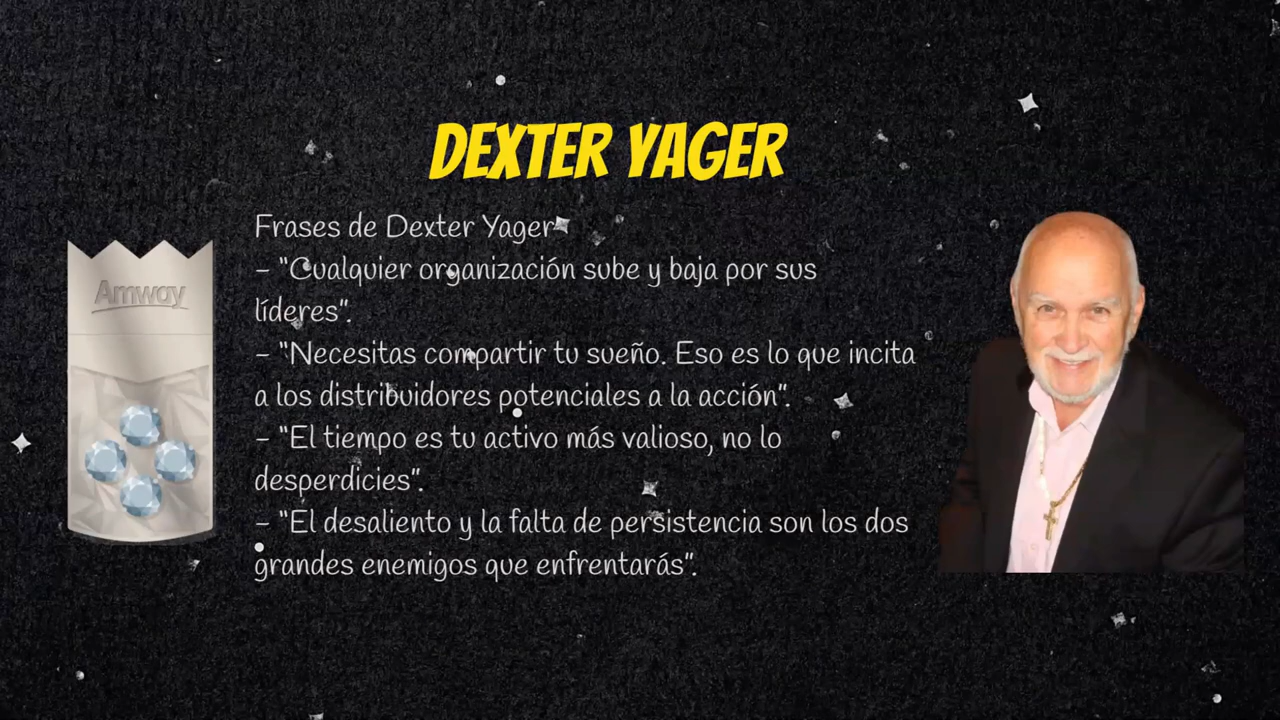 DEXTER YAGER
Amway
Frases de Dexter Yager
– "Cualquier organización sube y baja por sus
líderes".
– "Necesitas compartir tu sueño. Eso es lo que incita
a los distribuidores potenciales a la acción".
– "El tiempo es tu activo más valioso, no lo
desperdicies".
– "El desaliento y la falta de persistencia son los dos
grandes enemigos que enfrentarás".